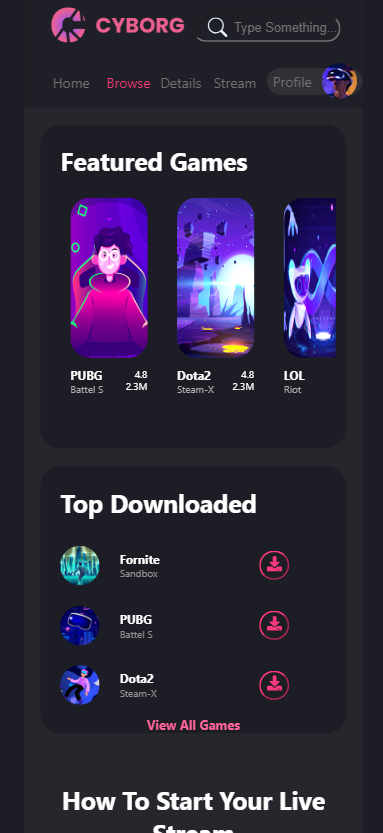 CYBORG
Type Something...
Home Browse Details Stream Profile
Featured Games
PUBG 4.8
Battel S 2.3M
Dota2 4.8
Steam-X 2.3M
LOL
Riot
Top Downloaded
Fornite
Sandbox
PUBG
Battel S
Dota2
Steam-X
View All Games
How To Start Your Live
Stream